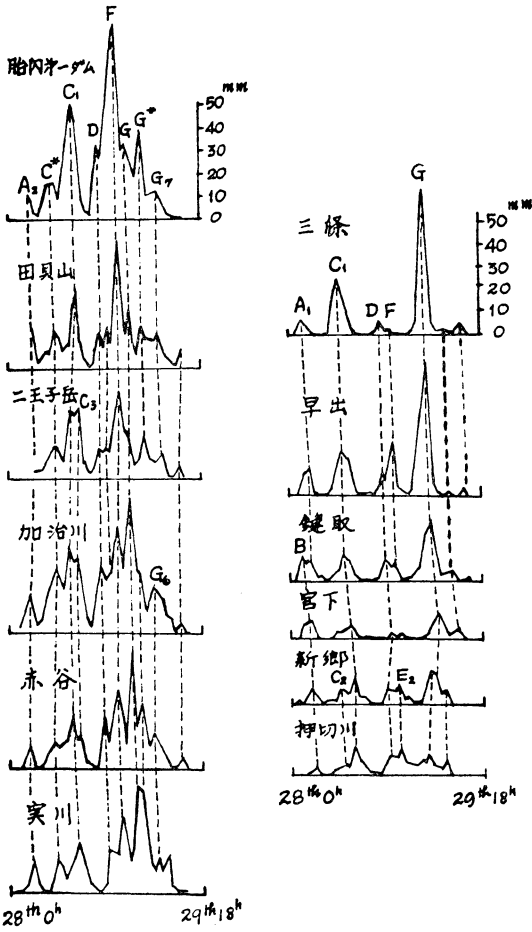 F
胎内第一ダム
C₁
D
G
G*
A₂
C*
G₇
mm
50
40
30
20
10
0
田貝山
二王子岳
C₃
加治川
G₆
赤谷
実川
28ᵗʰ 0ʰ
29ᵗʰ 18ʰ
G
三條
C₁
A₁
D
F
mm
50
40
30
20
10
0
早出
鍵取
B
宮下
新郷
C₂
E₂
押切川
28ᵗʰ 0ʰ
29ᵗʰ 18ʰ